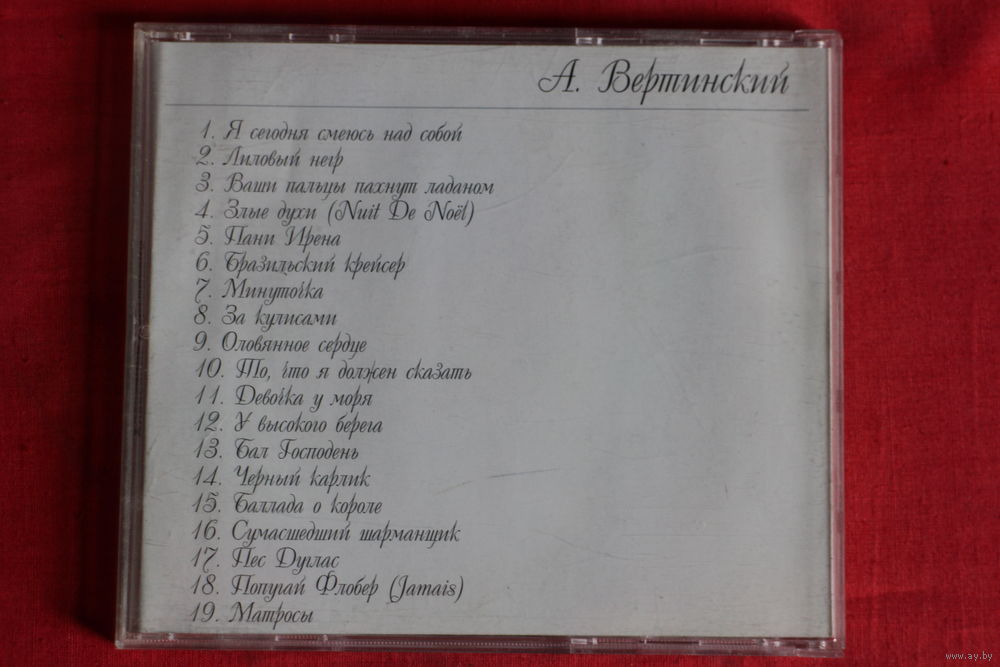 А. Вертинский
1. Я сегодня смеюсь над собой
2. Лиловый негр
3. Ваши пальцы пахнут ладаном
4. Злые духи (Nuit De Noël)
5. Пани Ирена
6. Бразильский крейсер
7. Минуточка
8. За кулисами
9. Оловянное сердце
10. То, что я должен сказать
11. Девочка у моря
12. У высокого берега
13. Бал Господень
14. Черный карлик
15. Баллада о короле
16. Сумасшедший шарманщик
17. Пес Дуглас
18. Попугай Флобер (Jamais)
19. Матросы
www.ay.by